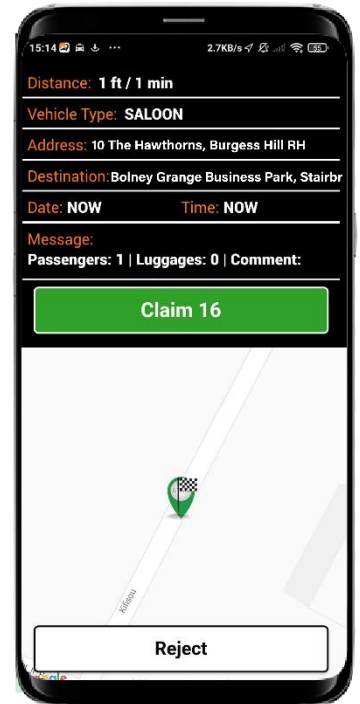 15:14 ···
2.7KB/s 55
Distance: 1 ft / 1 min
Vehicle Type: SALOON
Address: 10 The Hawthorns, Burgess Hill RH
Destination: Bolney Grange Business Park, Stairbr
Date: NOW Time: NOW
Message:
Passengers: 1 | Luggages: 0 | Comment:
Claim 16
Kifisou
Reject